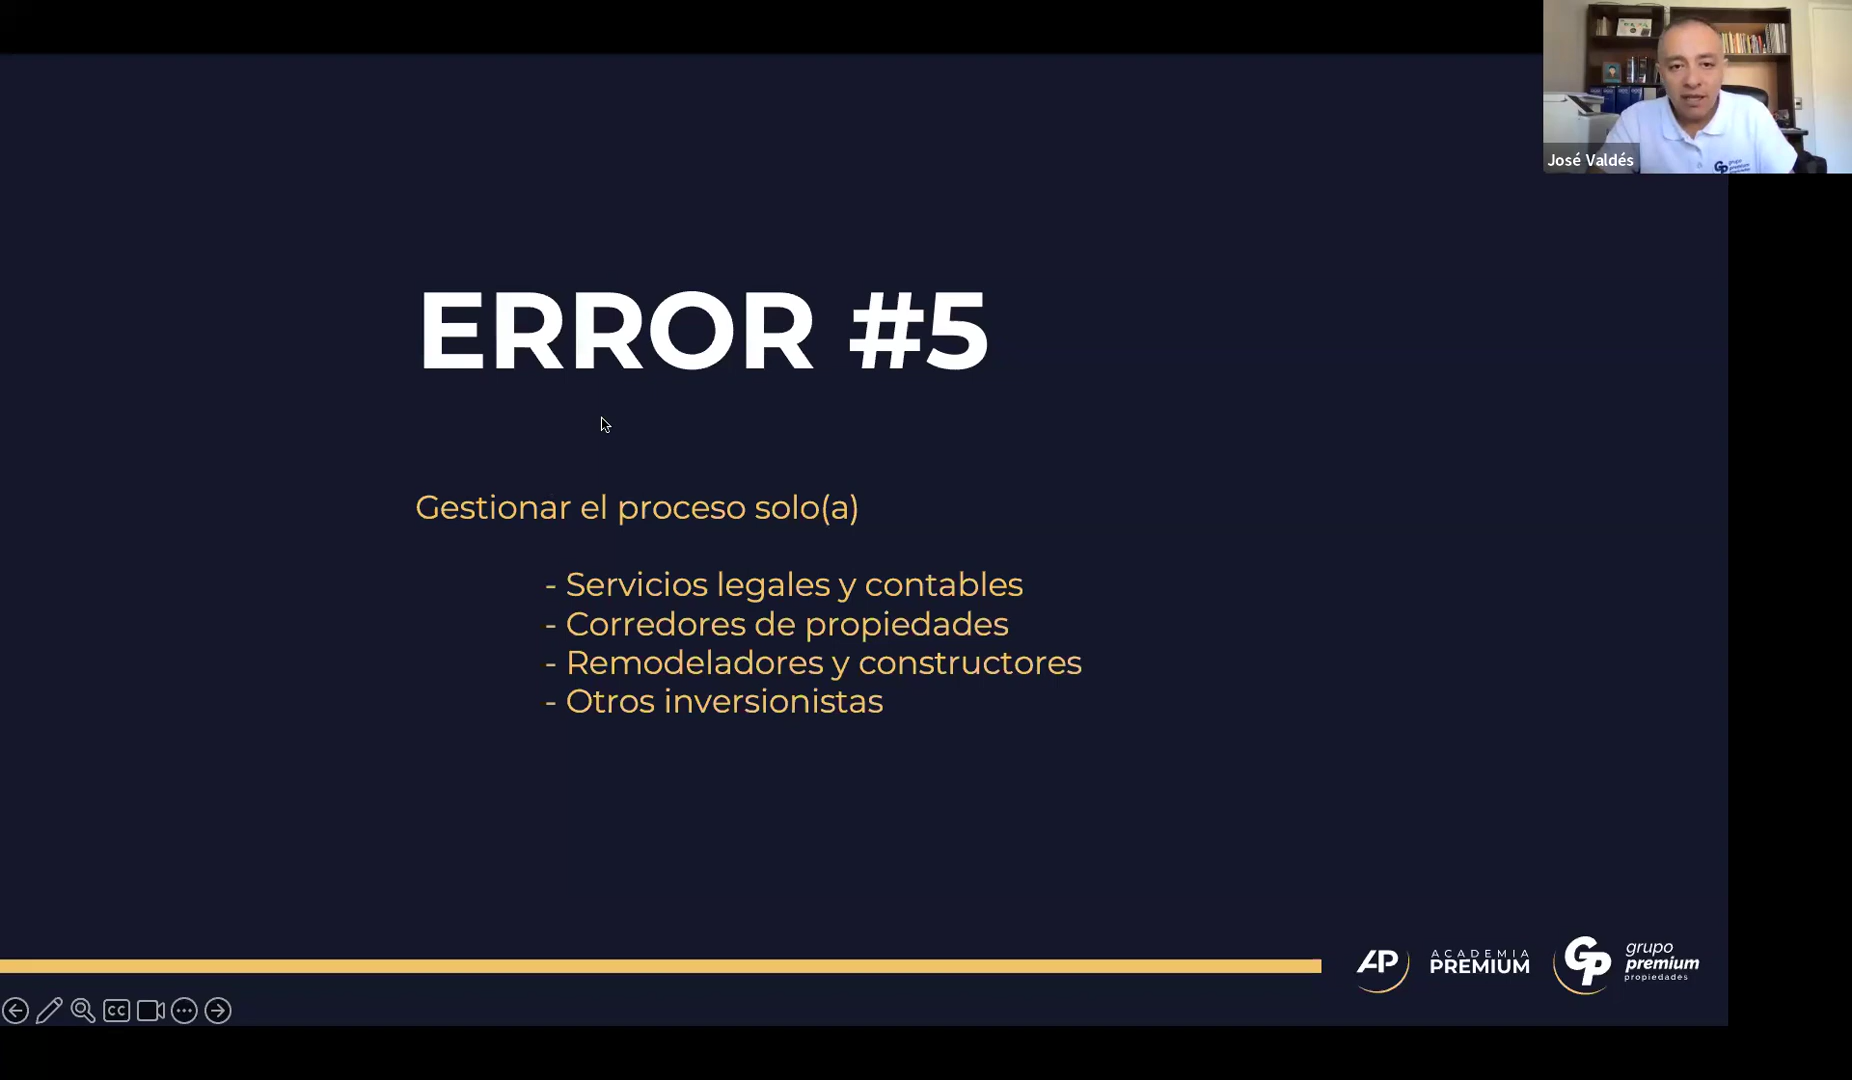 José Valdés
ERROR #5
Gestionar el proceso solo(a)
- Servicios legales y contables
- Corredores de propiedades
- Remodeladores y constructores
- Otros inversionistas
AP
ACADEMIA
PREMIUM
GP
grupo
premium
propiedades
CC